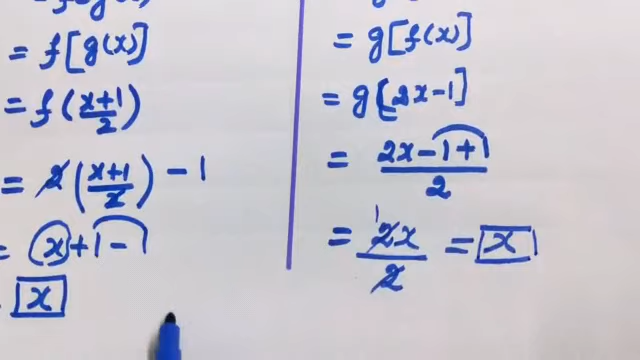 = f[g(x)]
= f(x+1/2)
= 2(x+1/2) - 1
= x+1-1
x
= g[f(x)]
= g[2x-1]
= 2x-1+1/2
= 2x/2 = x